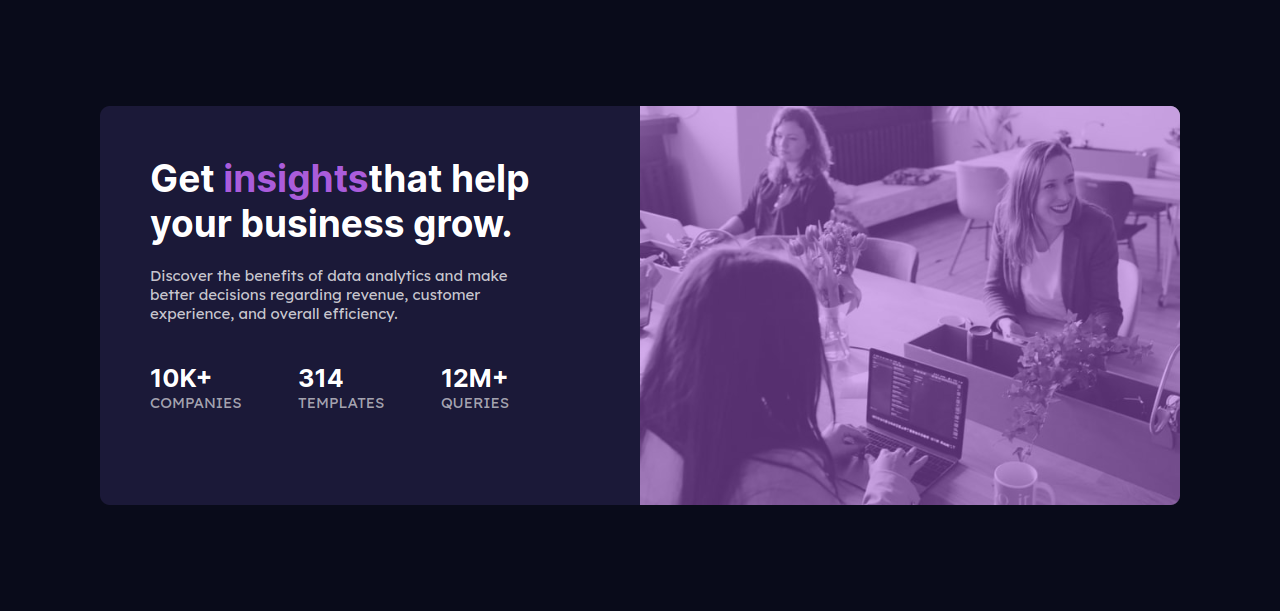 Get insightsthat help
your business grow.
Discover the benefits of data analytics and make
better decisions regarding revenue, customer
experience, and overall efficiency.
10K+ 314 12M+
COMPANIES TEMPLATES QUERIES